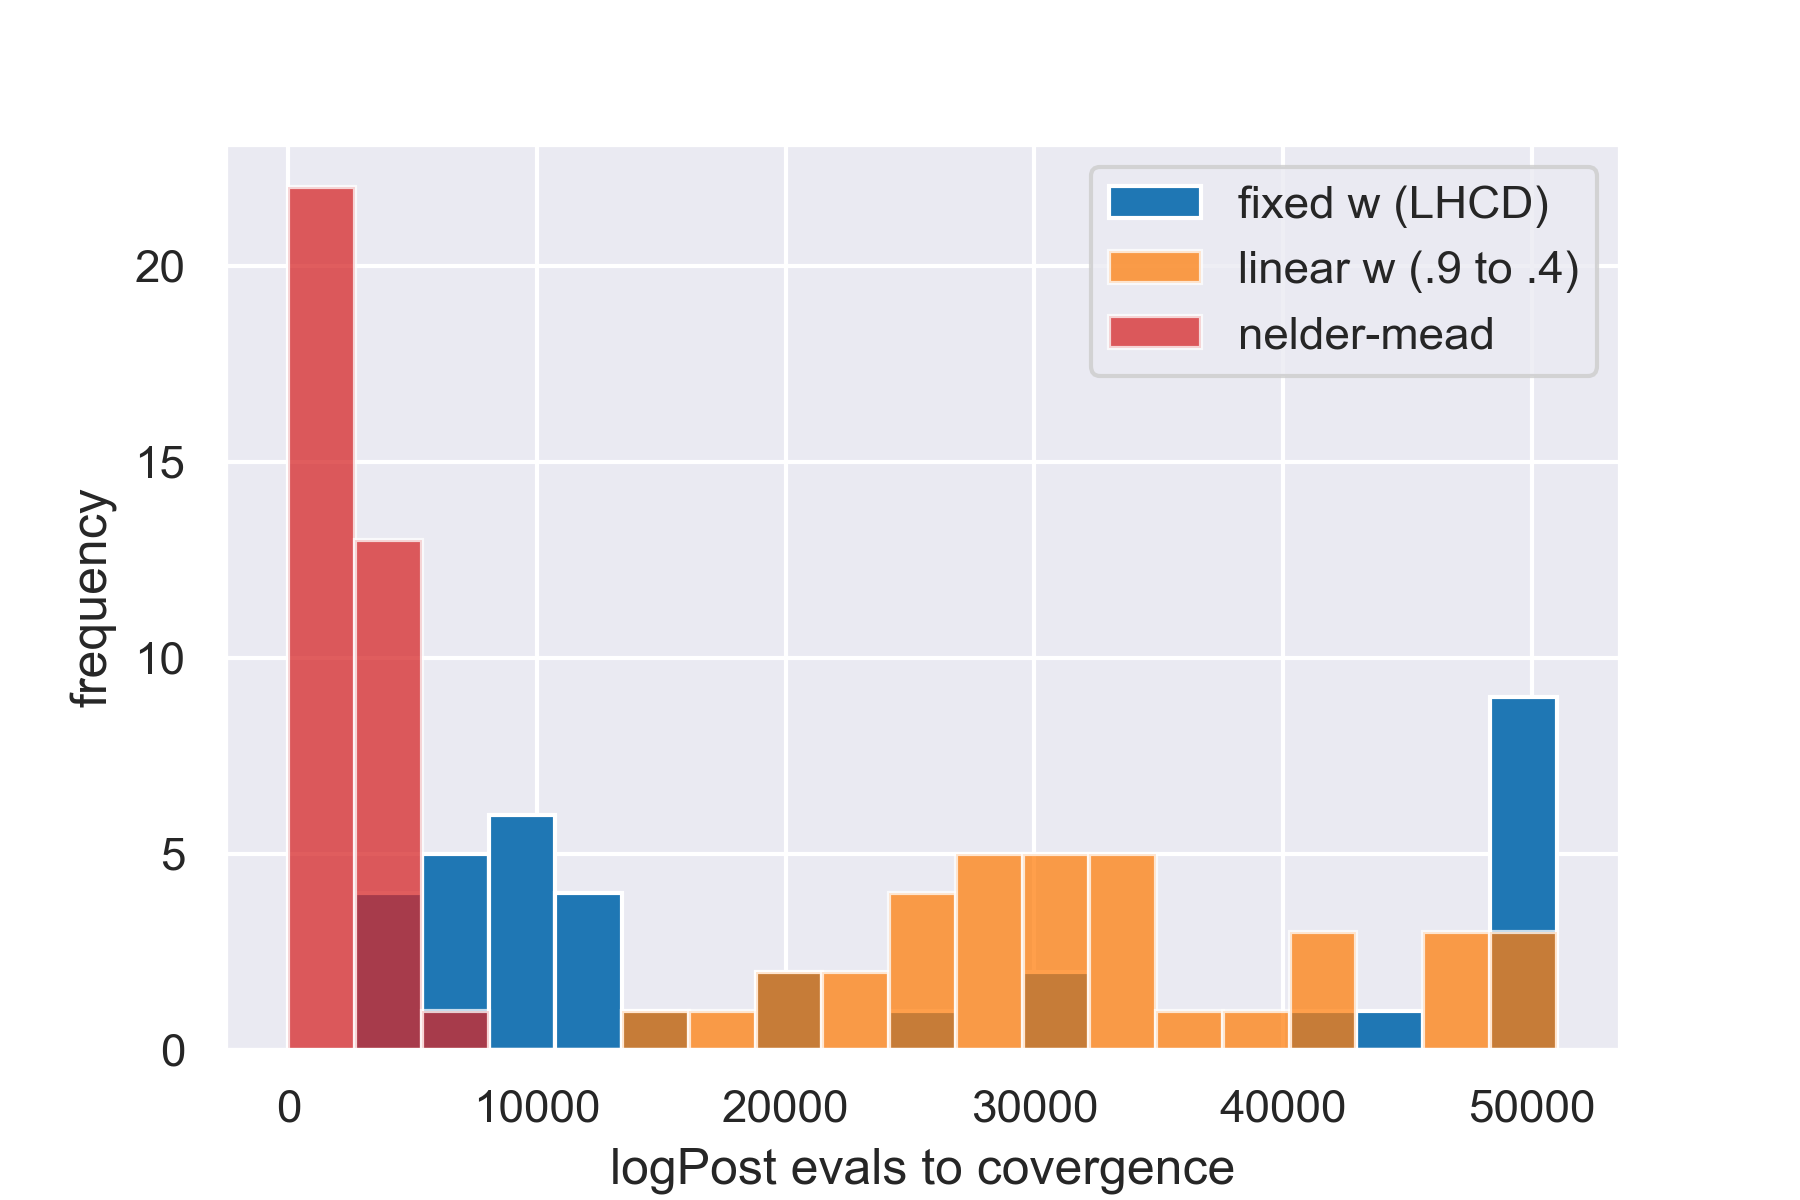 fixed w (LHCD)
linear w (.9 to .4)
nelder-mead
frequency
20
15
10
5
0
0
10000
20000
30000
40000
50000
logPost evals to covergence